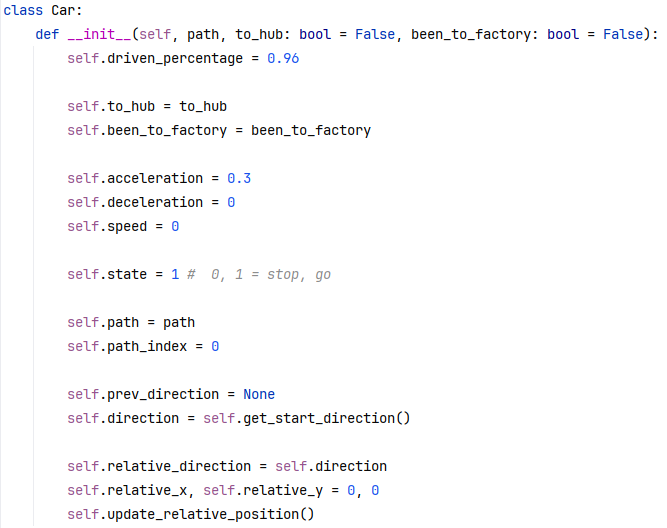 class Car:
    def __init__(self, path, to_hub: bool = False, been_to_factory: bool = False):
        self.driven_percentage = 0.96
        self.to_hub = to_hub
        self.been_to_factory = been_to_factory
        self.acceleration = 0.3
        self.deceleration = 0
        self.speed = 0
        self.state = 1 #  0, 1 = stop, go
        self.path = path
        self.path_index = 0
        self.prev_direction = None
        self.direction = self.get_start_direction()
        self.relative_direction = self.direction
        self.relative_x, self.relative_y = 0, 0
        self.update_relative_position()